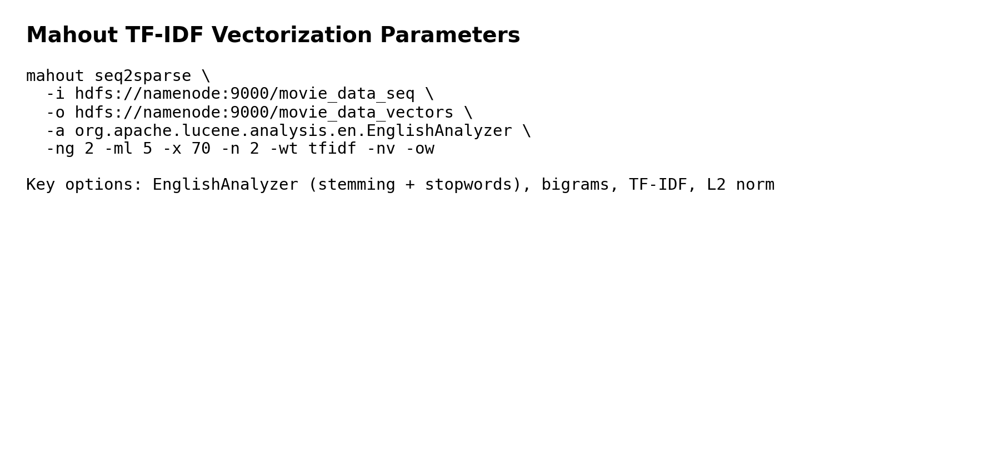 Mahout TF-IDF Vectorization Parameters
mahout seq2sparse \
  -i hdfs://namenode:9000/movie_data_seq \
  -o hdfs://namenode:9000/movie_data_vectors \
  -a org.apache.lucene.analysis.en.EnglishAnalyzer \
  -ng 2 -ml 5 -x 70 -n 2 -wt tfidf -nv -ow
Key options: EnglishAnalyzer (stemming + stopwords), bigrams, TF-IDF, L2 norm